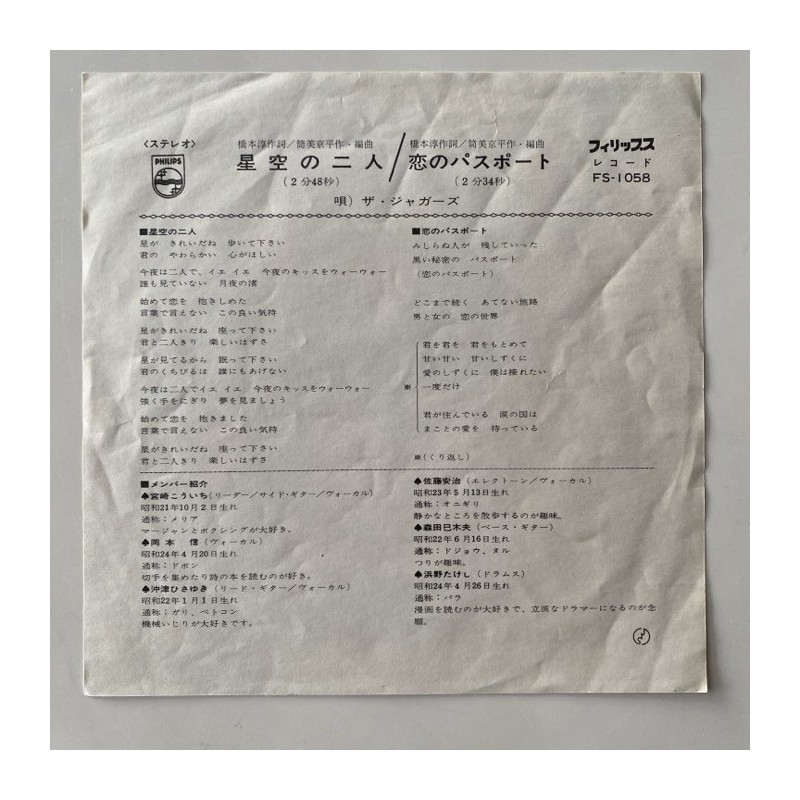 〈ステレオ〉
PHILIPS
橋本淳作詞／筒美京平作・編曲
星空の二人
(2分48秒)
橋本淳作詞／筒美京平作・編曲
恋のパスポート
(2分34秒)
唄）ザ・ジャガーズ
フィリップス
レコード
FS-1058
■星空の二人
星が きれいだね 歩いて下さい
君の やわらかい 心がほしい
今夜は二人で、イエ イエ 今夜のキッスをウォーウォー
誰も見ていない 月夜の渚
始めて恋を 抱きしめた
言葉で言えない この良い気持
星がきれいだね 座って下さい
君と二人きり 楽しいはずさ
星が見てるから 眠って下さい
君のくちびるは 誰にもあげない
今夜は二人でイエ イエ 今夜のキッスをウォーウォー
強く手をにぎり 夢を見ましょう
始めて恋を 抱きました
言葉で言えない この良い気持
星がきれいだね 座って下さい
君と二人きり 楽しいはずさ
■恋のパスポート
みしらぬ人が 残していった
黒い秘密の パスポート
（恋のパスポート）
どこまで続く あてない旅路
男と女の 恋の世界
君を君を 君をもとめて
甘い甘い 甘いしずくに
愛のしずくに 僕は濡れたい
※ 一度だけ
君が住んでいる 涙の国は
まことの愛を 待っている
※（くり返し）
■メンバー紹介
♠宮崎こういち(リーダー／サイド・ギター／ヴォーカル)
昭和21年10月2日生れ
通称：メリア
マージャンとボクシングが大好き。
♠岡本 信(ヴォーカル)
昭和24年4月20日生れ
通称：ドボン
切手を集めたり詩の本を読むのが好き。
♠沖津ひさゆき(リード・ギター／ヴォーカル)
昭和22年1月1日生れ
通称：ガリ、ベトコン
機械いじりが大好きです。
♠佐藤安治(エレクトーン／ヴォーカル)
昭和23年5月13日生れ
通称：オニギリ
静かなところを散歩するのが趣味。
♠森田巳木夫(ベース・ギター)
昭和22年6月16日生れ
通称：ドジョウ、ヌル
つりが趣味。
♠浜野たけし(ドラムス)
昭和24年4月26日生れ
通称：パラ
漫画を読むのが大好きで、立派なドラマーになるのが念
願。